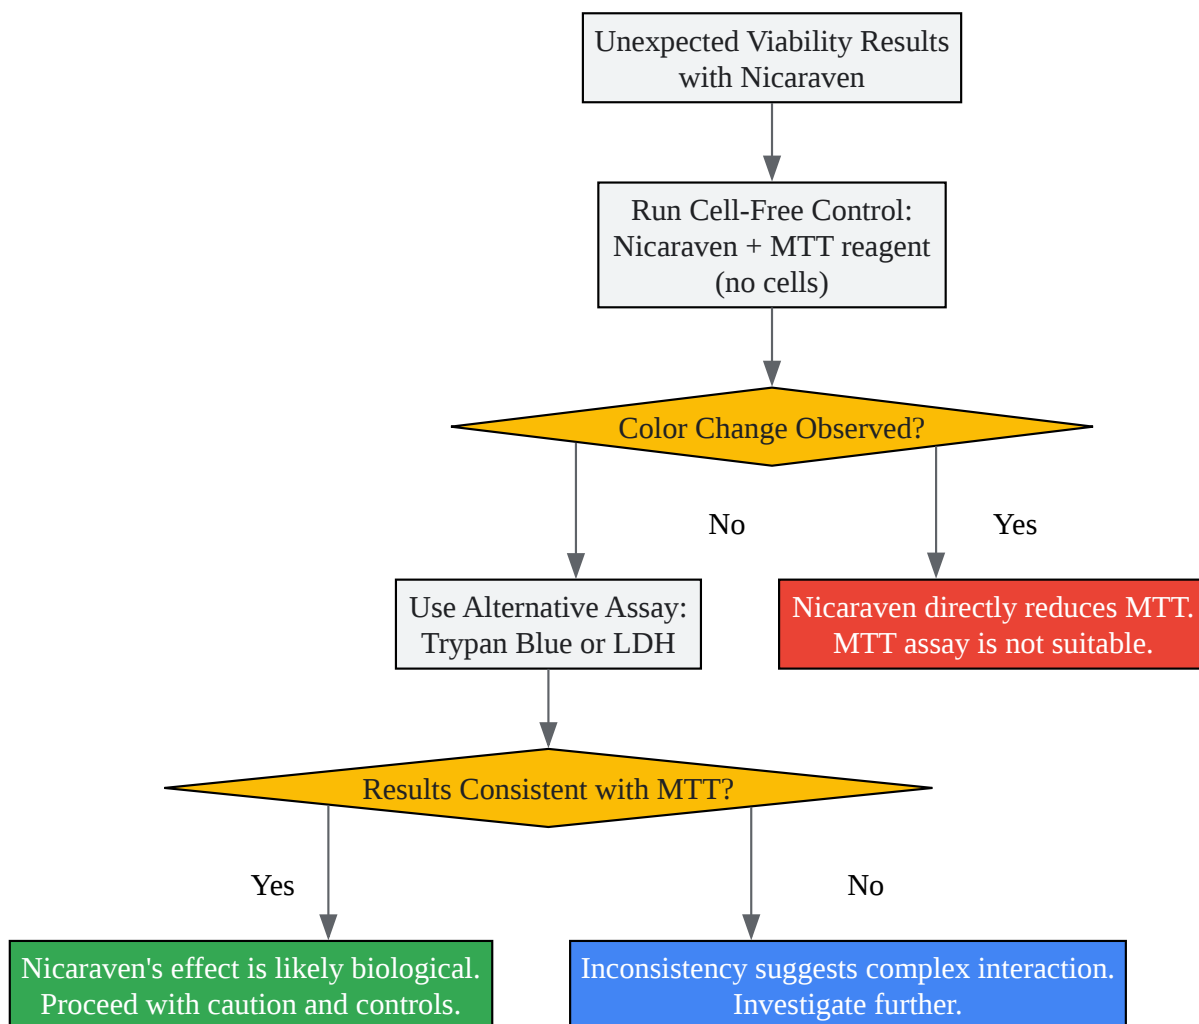 Unexpected Viability Results
with Nicaraven
Run Cell-Free Control:
Nicaraven + MTT reagent
(no cells)
Color Change Observed?
No
Yes
Use Alternative Assay:
Trypan Blue or LDH
Nicaraven directly reduces MTT.
MTT assay is not suitable.
Results Consistent with MTT?
Yes
No
Nicaraven's effect is likely biological.
Proceed with caution and controls.
Inconsistency suggests complex interaction.
Investigate further.